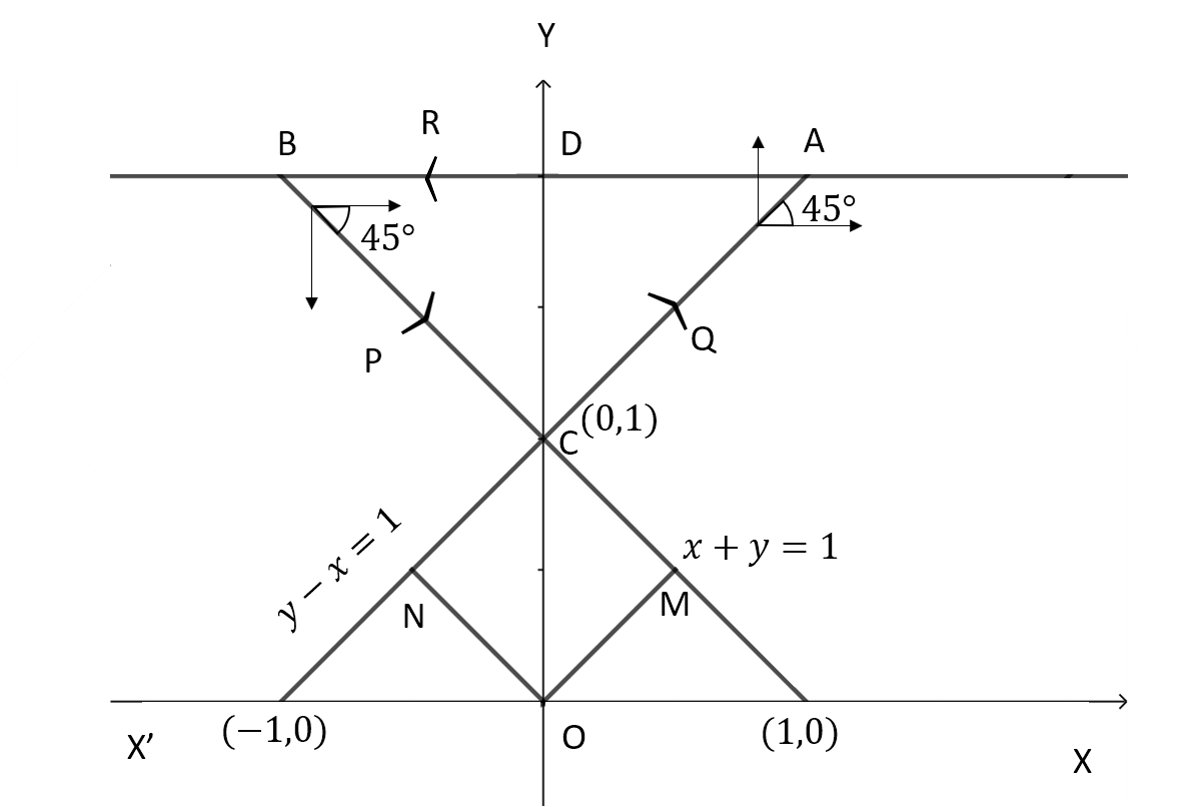 Y
B
R
D
A
45°
45°
P
Q
C
(0,1)
y − x = 1
x + y = 1
N
M
(−1,0)
O
(1,0)
X′
X